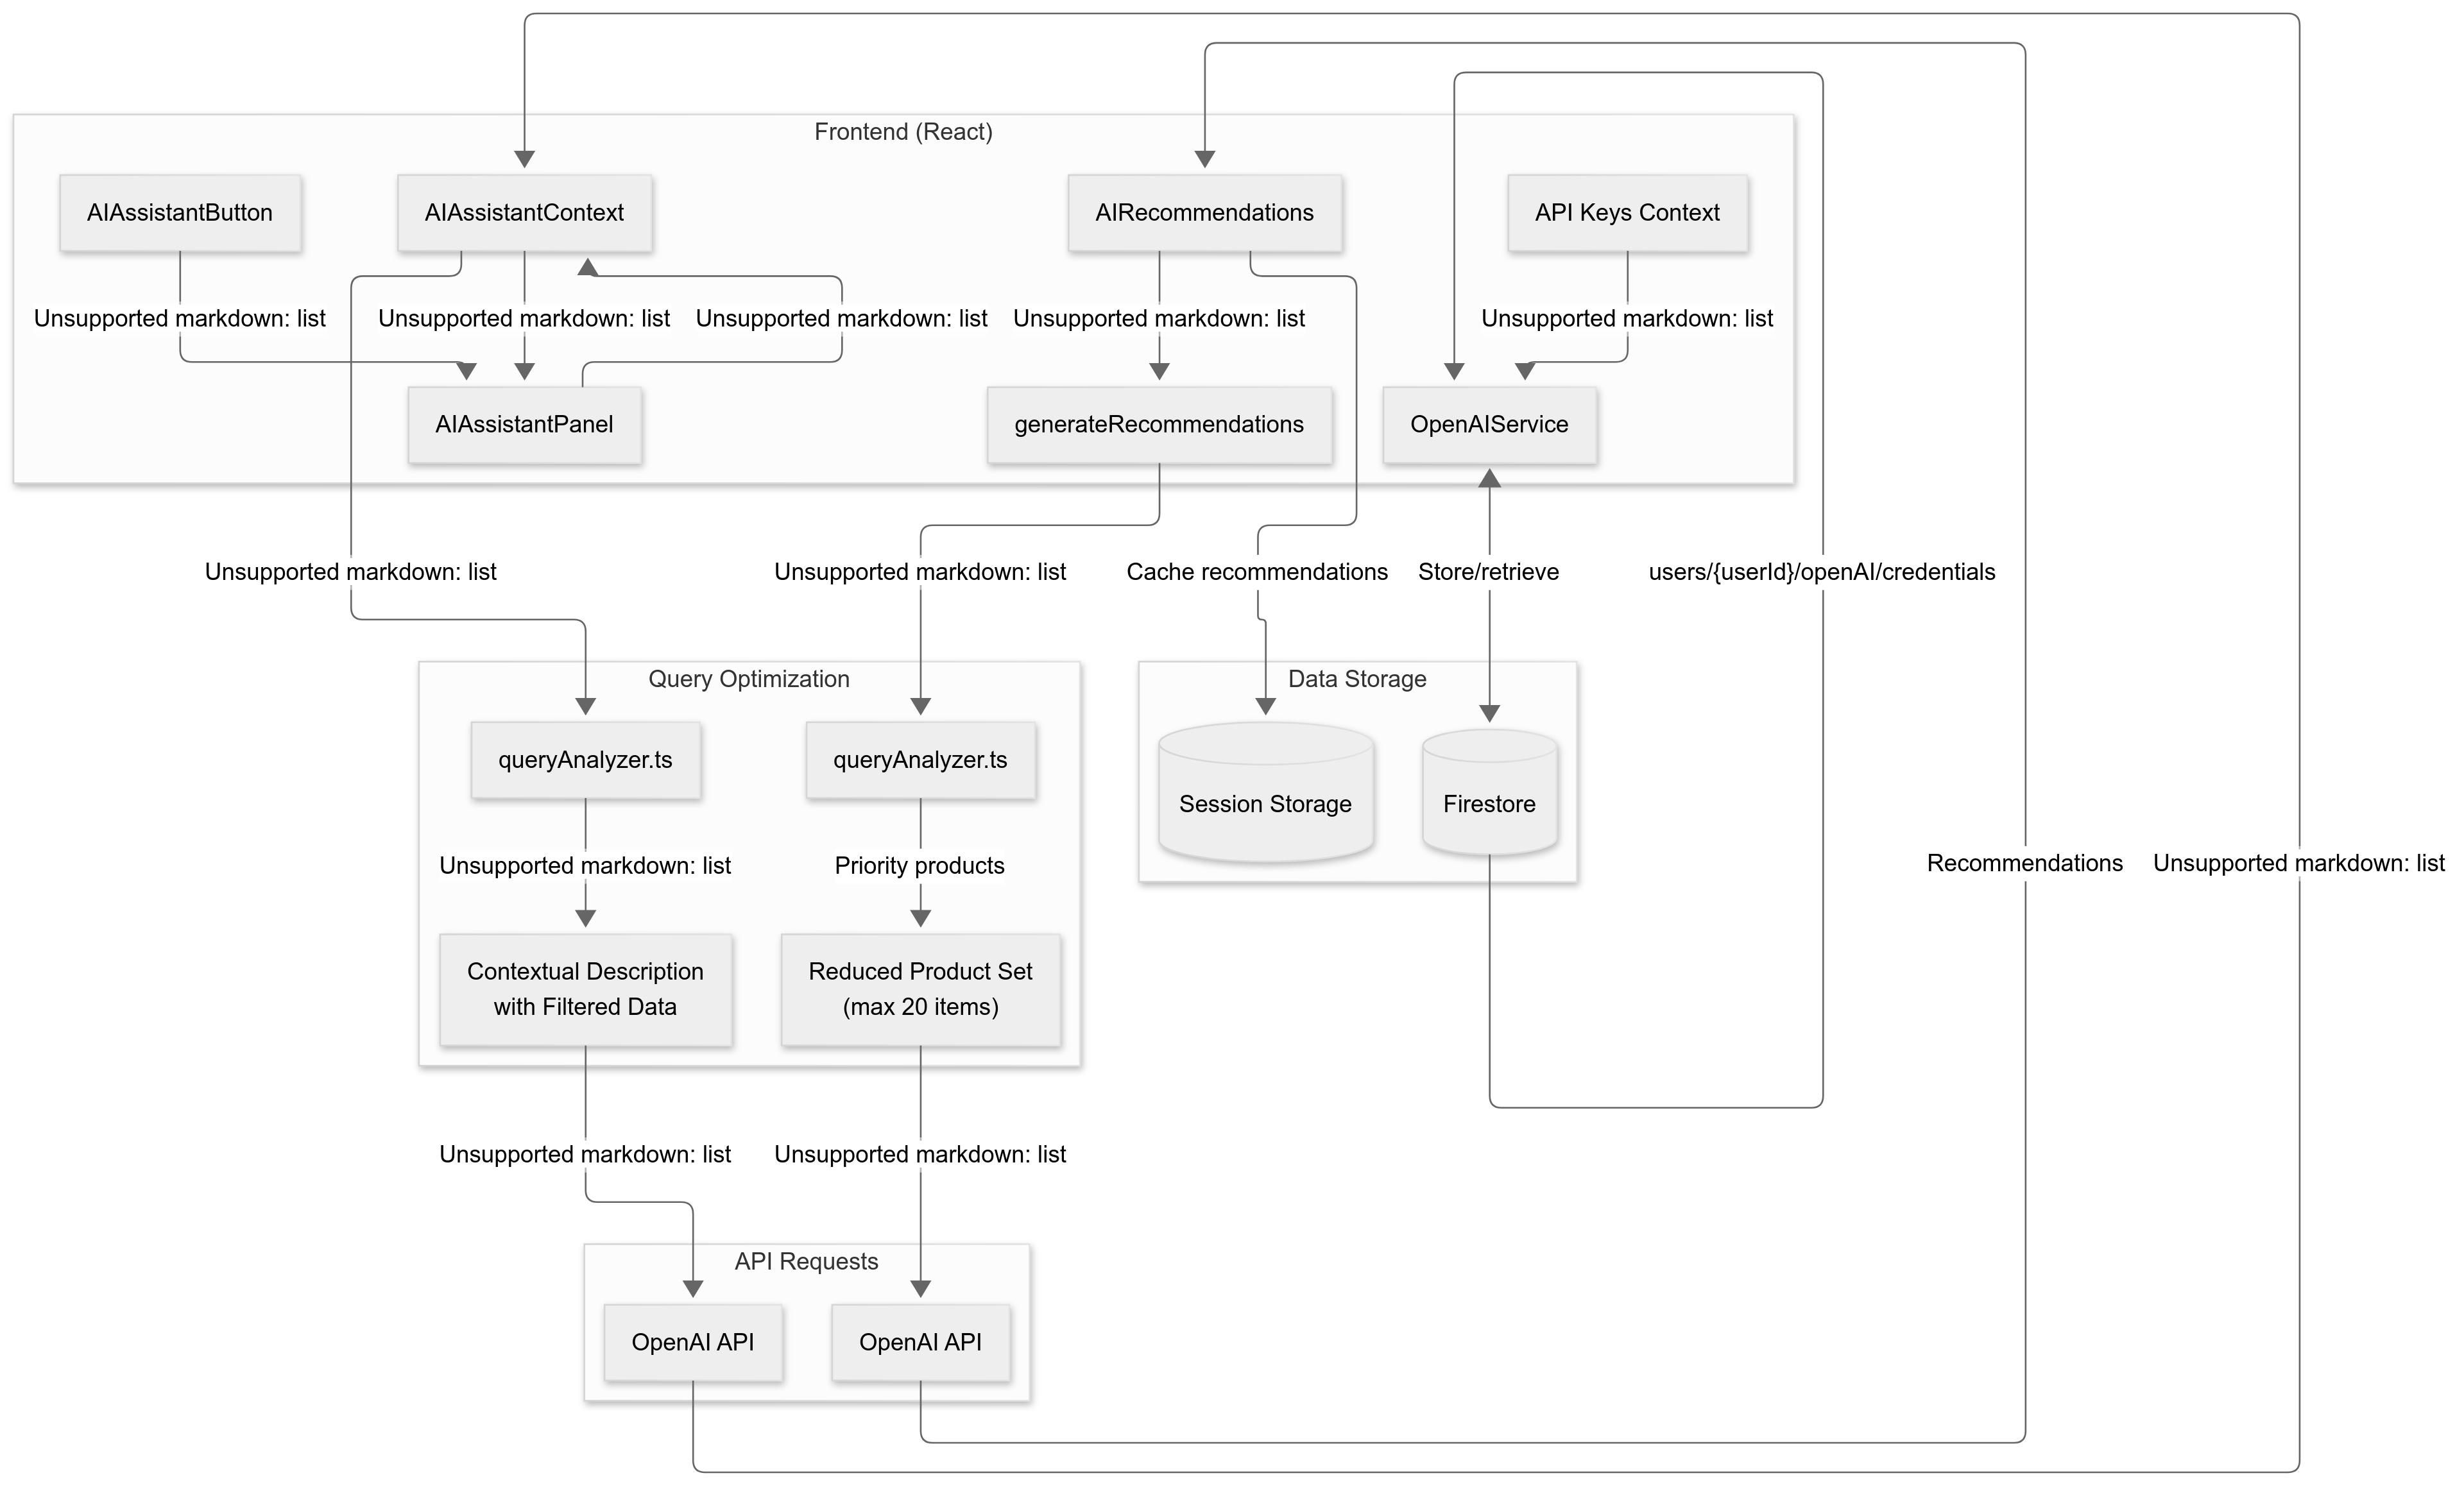 Frontend (React)
AIAssistantButton
AIAssistantContext
AIRecommendations
API Keys Context
Unsupported markdown: list
Unsupported markdown: list
Unsupported markdown: list
Unsupported markdown: list
Unsupported markdown: list
AIAssistantPanel
generateRecommendations
OpenAIService
Unsupported markdown: list
Unsupported markdown: list
Cache recommendations
Store/retrieve
users/{userId}/openAI/credentials
Query Optimization
Data Storage
queryAnalyzer.ts
queryAnalyzer.ts
Session Storage
Firestore
Unsupported markdown: list
Priority products
Recommendations
Unsupported markdown: list
Contextual Description
with Filtered Data
Reduced Product Set
(max 20 items)
Unsupported markdown: list
Unsupported markdown: list
API Requests
OpenAI API
OpenAI API